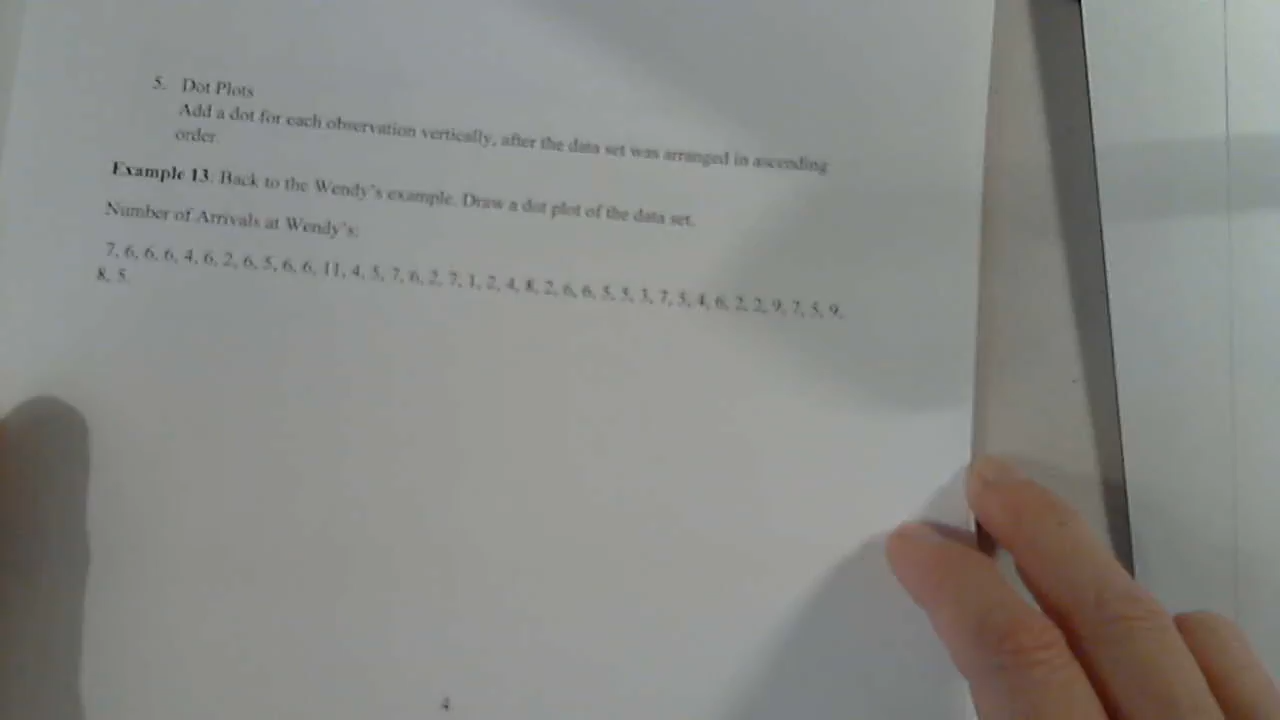 5. Dot Plots
Add a dot for each observation vertically, after the data set was arranged in ascending
order.
Example 13: Back to the Wendy's example. Draw a dot plot of the data set.
Number of Arrivals at Wendy's:
7, 6, 6, 6, 4, 6, 2, 6, 5, 6, 6, 11, 4, 5, 7, 6, 2, 7, 1, 2, 4, 8, 2, 6, 6, 5, 5, 3, 7, 5, 4, 6, 2, 2, 9, 7, 5, 9,
8, 5.
4